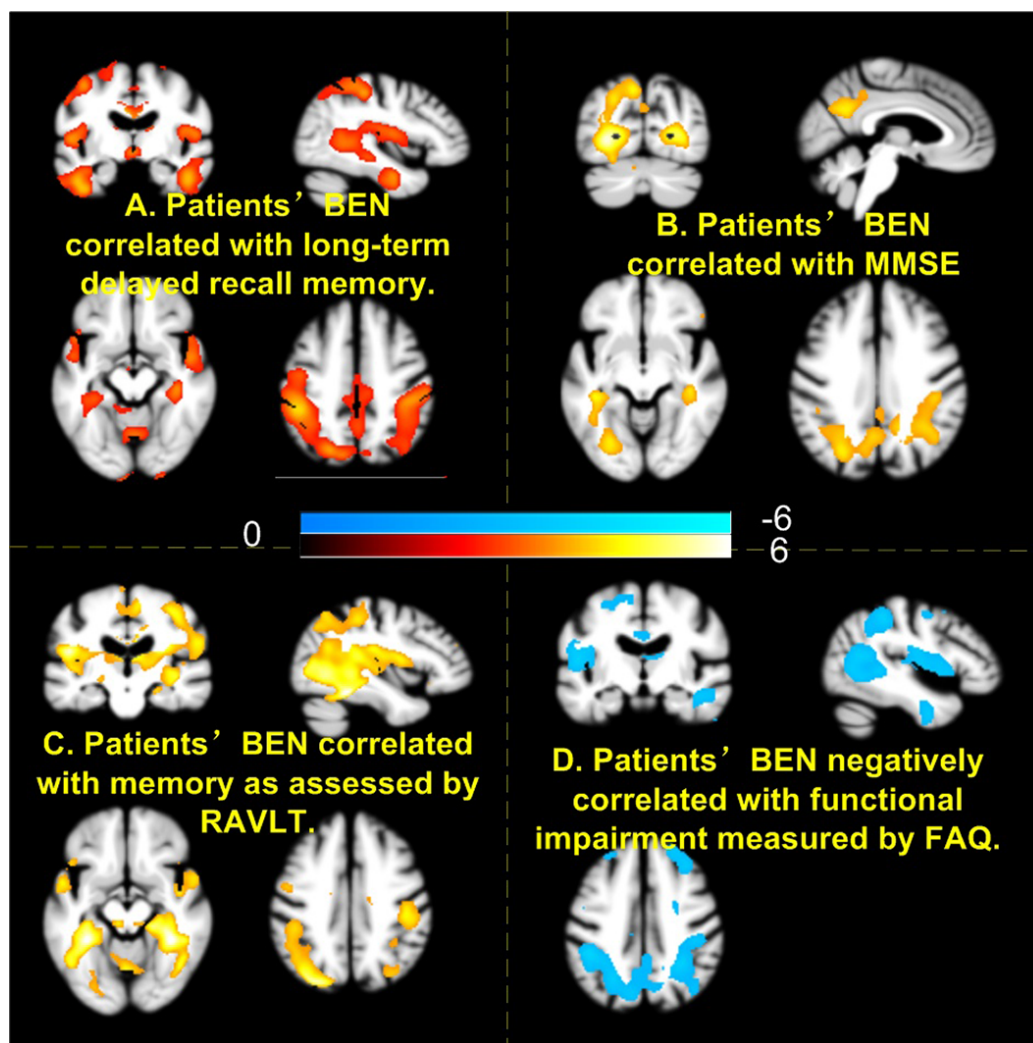 A. Patients’ BEN
correlated with long-term
delayed recall memory.
B. Patients’ BEN
correlated with MMSE
0
-6
6
C. Patients’ BEN correlated
with memory as assessed by
RAVLT.
D. Patients’ BEN negatively
correlated with functional
impairment measured by FAQ.